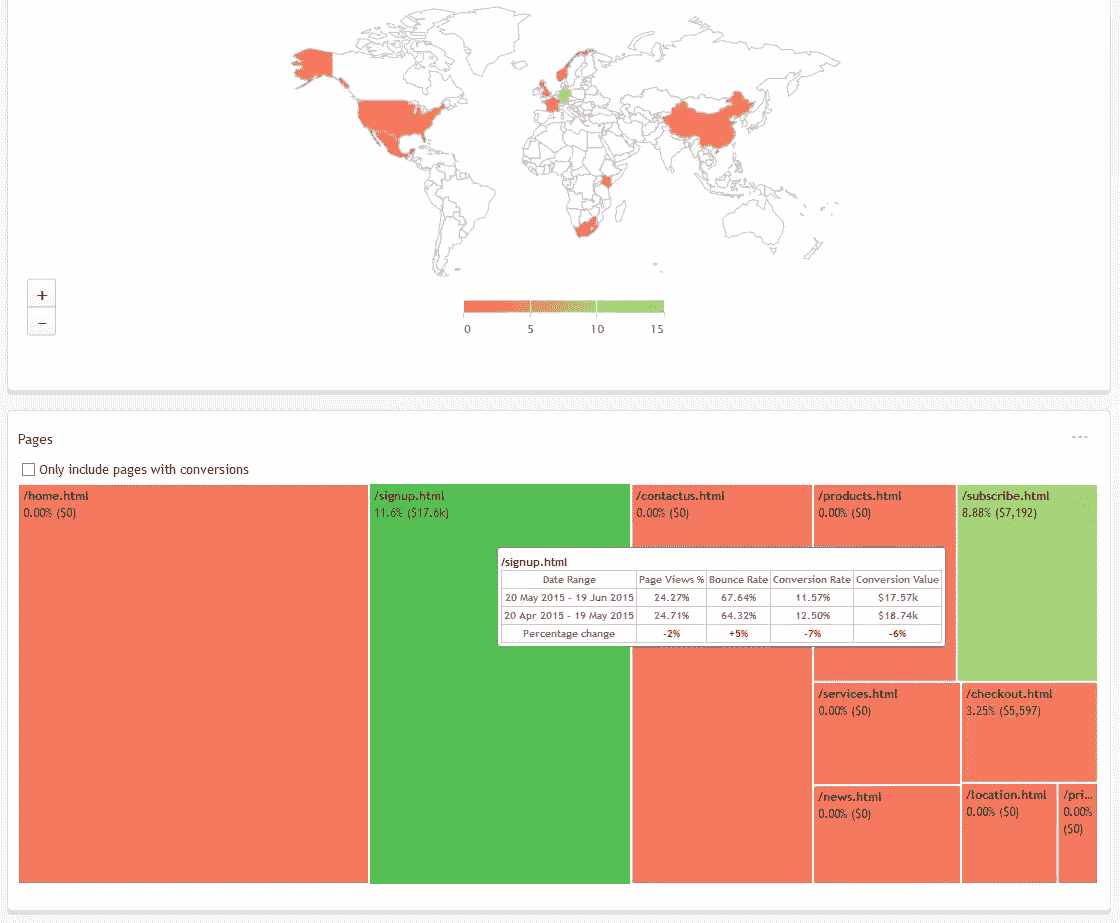 +
−
0 5 10 15
Pages
Only include pages with conversions
/home.html
0.00% ($0)
/signup.html
11.6% ($17.6k)
/contactus.html
0.00% ($0)
/products.html
0.00% ($0)
/subscribe.html
8.88% ($7,192)
/signup.html
Date Range Page Views % Bounce Rate Conversion Rate Conversion Value
20 May 2015 - 19 Jun 2015 24.27% 67.64% 11.57% $17.57k
20 Apr 2015 - 19 May 2015 24.71% 64.32% 12.50% $18.74k
Percentage change -2% +5% -7% -6%
/services.html
0.00% ($0)
/checkout.html
3.25% ($5,597)
/news.html
0.00% ($0)
/location.html
0.00% ($0)
/pri...
0.00%
($0)